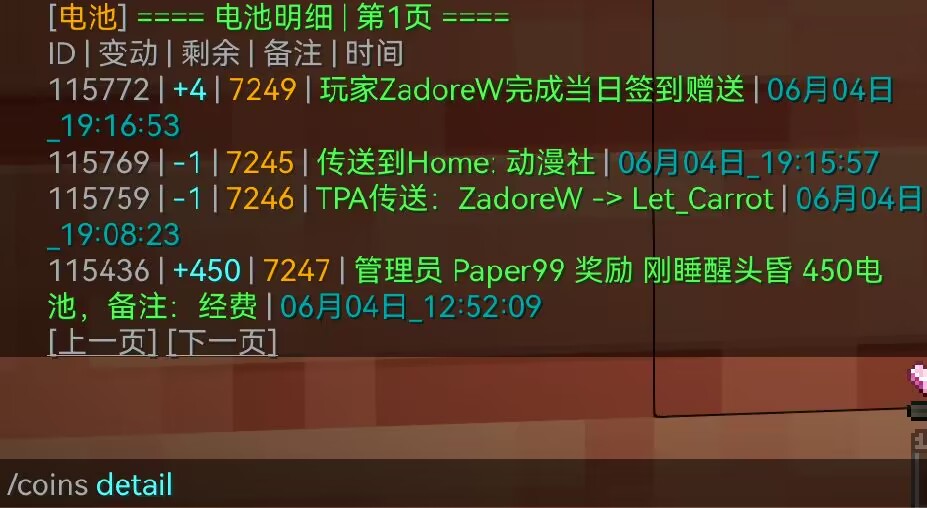 [电池] ==== 电池明细 | 第1页 ====
ID | 变动 | 剩余 | 备注 | 时间
115772 | +4 | 7249 | 玩家ZadoreW完成当日签到赠送 | 06月04日
_19:16:53
115769 | -1 | 7245 | 传送到Home: 动漫社 | 06月04日_19:15:57
115759 | -1 | 7246 | TPA传送：ZadoreW -> Let_Carrot | 06月04日
_19:08:23
115436 | +450 | 7247 | 管理员 Paper99 奖励 刚睡醒头昏 450电
池，备注：经费 | 06月04日_12:52:09
[上一页] [下一页]
/coins detail